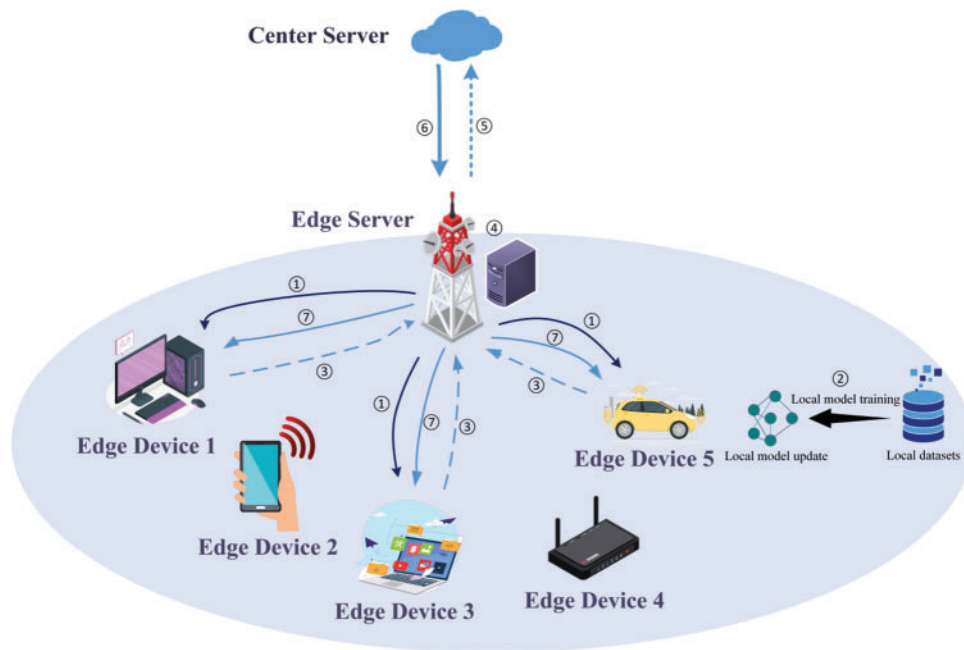 Center Server
⑥
⑤
Edge Server
④
①
⑦
③
①
⑦
③
①
⑦
③
②
Local model training
Local model update
Local datasets
Edge Device 1
Edge Device 5
Edge Device 2
Edge Device 3
Edge Device 4